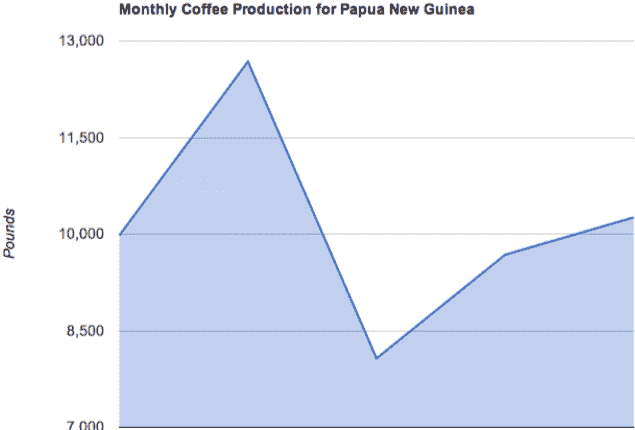 Monthly Coffee Production for Papua New Guinea
13,000
11,500
10,000
Pounds
8,500
7,000